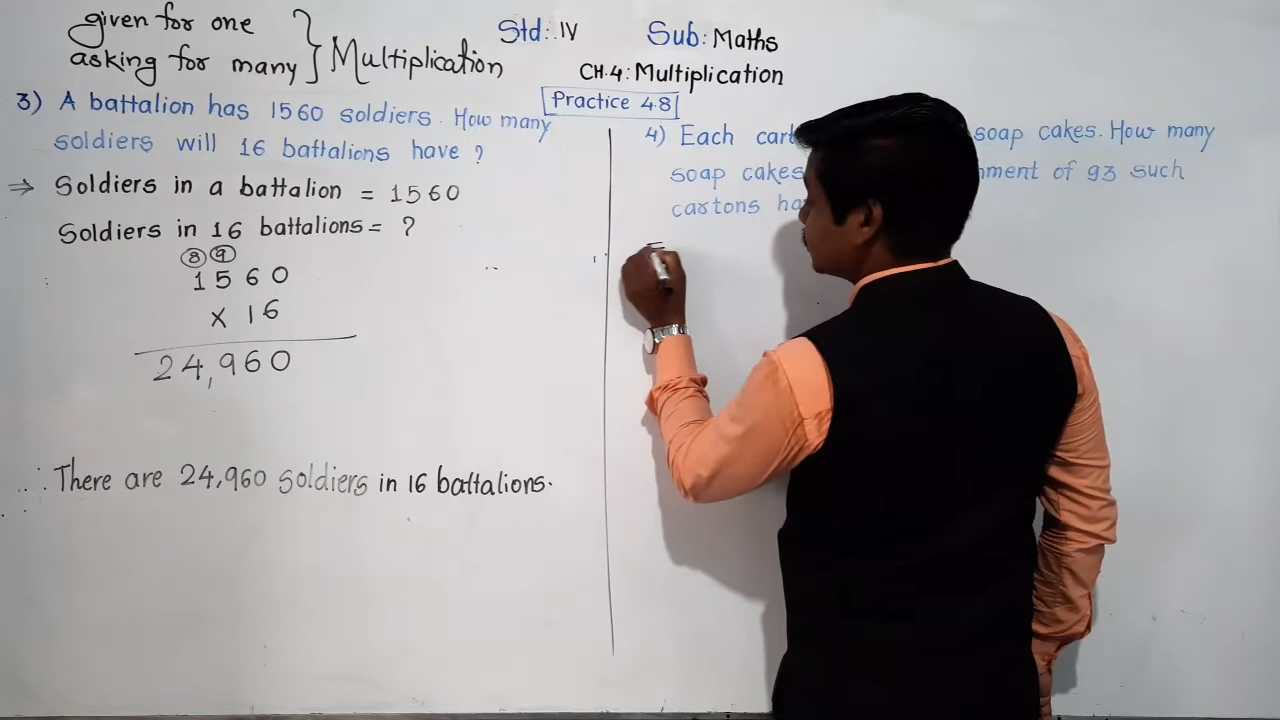 given for one
asking for many } Multiplication
Std: IV Sub: Maths
CH.4: Multiplication
Practice 4.8
3) A battalion has 1560 soldiers. How many
soldiers will 16 battalions have ?
⇒ Soldiers in a battalion = 1560
Soldiers in 16 battalions = ?
8 9
1560
x 16
24,960
∴ There are 24,960 soldiers in 16 battalions.
4) Each soap cakes. How many
soap cakes of 93 such
cartons